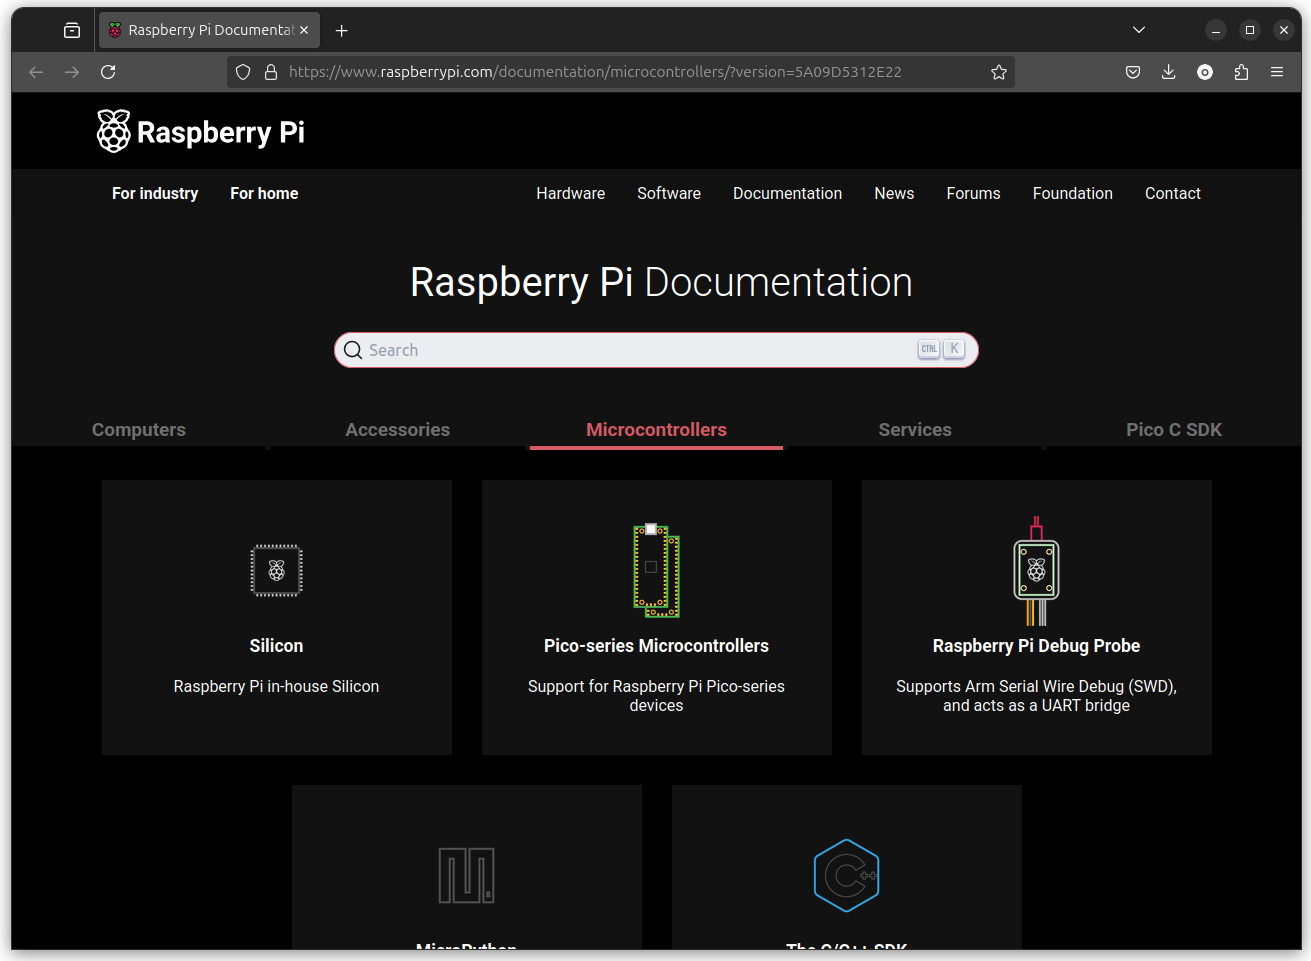 Raspberry Pi Documentat
https://www.raspberrypi.com/documentation/microcontrollers/?version=5A09D5312E22
Raspberry Pi
For industry For home Hardware Software Documentation News Forums Foundation Contact
Raspberry Pi Documentation
Search CTRL K
Computers Accessories Microcontrollers Services Pico C SDK
Silicon
Raspberry Pi in-house Silicon
Pico-series Microcontrollers
Support for Raspberry Pi Pico-series
devices
Raspberry Pi Debug Probe
Supports Arm Serial Wire Debug (SWD),
and acts as a UART bridge
C++
MicroPython
The C/C++ SDK